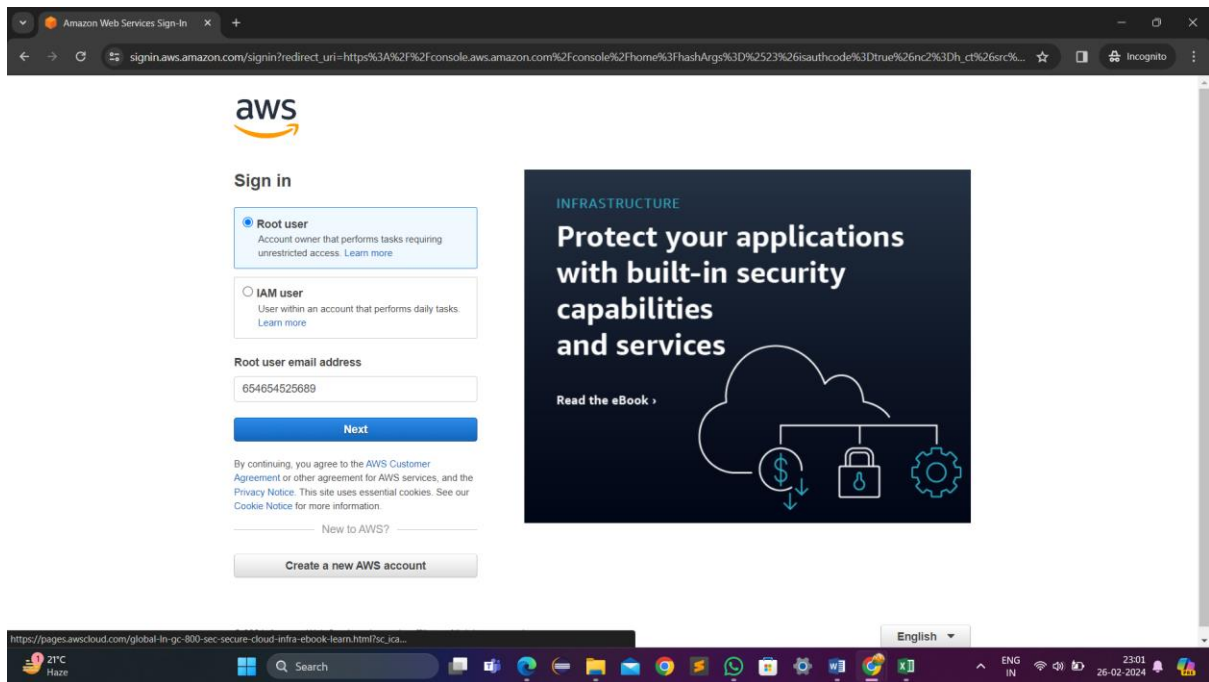 Amazon Web Services Sign-In
signin.aws.amazon.com/signin?redirect_uri=https%3A%2F%2Fconsole.aws.amazon.com%2Fconsole%2Fhome%3FhashArgs%3D%2523%26isauthcode%3Dtrue%26nc2%3Dh_ct%26src%...
Incognito
aws
Sign in
Root user
Account owner that performs tasks requiring
unrestricted access. Learn more
IAM user
User within an account that performs daily tasks.
Learn more
Root user email address
654654525689
Next
By continuing, you agree to the AWS Customer
Agreement or other agreement for AWS services, and the
Privacy Notice. This site uses essential cookies. See our
Cookie Notice for more information.
New to AWS?
Create a new AWS account
INFRASTRUCTURE
Protect your applications
with built-in security
capabilities
and services
Read the eBook ›
English
https://pages.awscloud.com/global-ln-gc-800-sec-secure-cloud-infra-ebook-learn.html?sc_ica...
1
21°C
Haze
Search
ENG
IN
23:01
26-02-2024